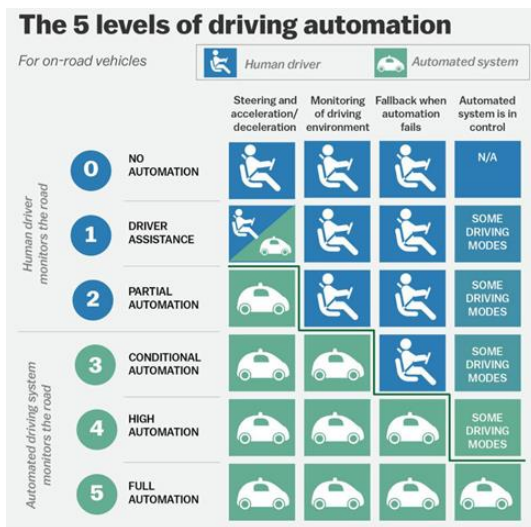 The 5 levels of driving automation
For on-road vehicles
Human driver
Automated system
Steering and
acceleration/
deceleration
Monitoring
of driving
environment
Fallback when
automation
fails
Automated
system is in
control
Human driver
monitors the road
0
NO
AUTOMATION
N/A
1
DRIVER
ASSISTANCE
SOME
DRIVING
MODES
2
PARTIAL
AUTOMATION
SOME
DRIVING
MODES
Automated driving system
monitors the road
3
CONDITIONAL
AUTOMATION
SOME
DRIVING
MODES
4
HIGH
AUTOMATION
SOME
DRIVING
MODES
5
FULL
AUTOMATION